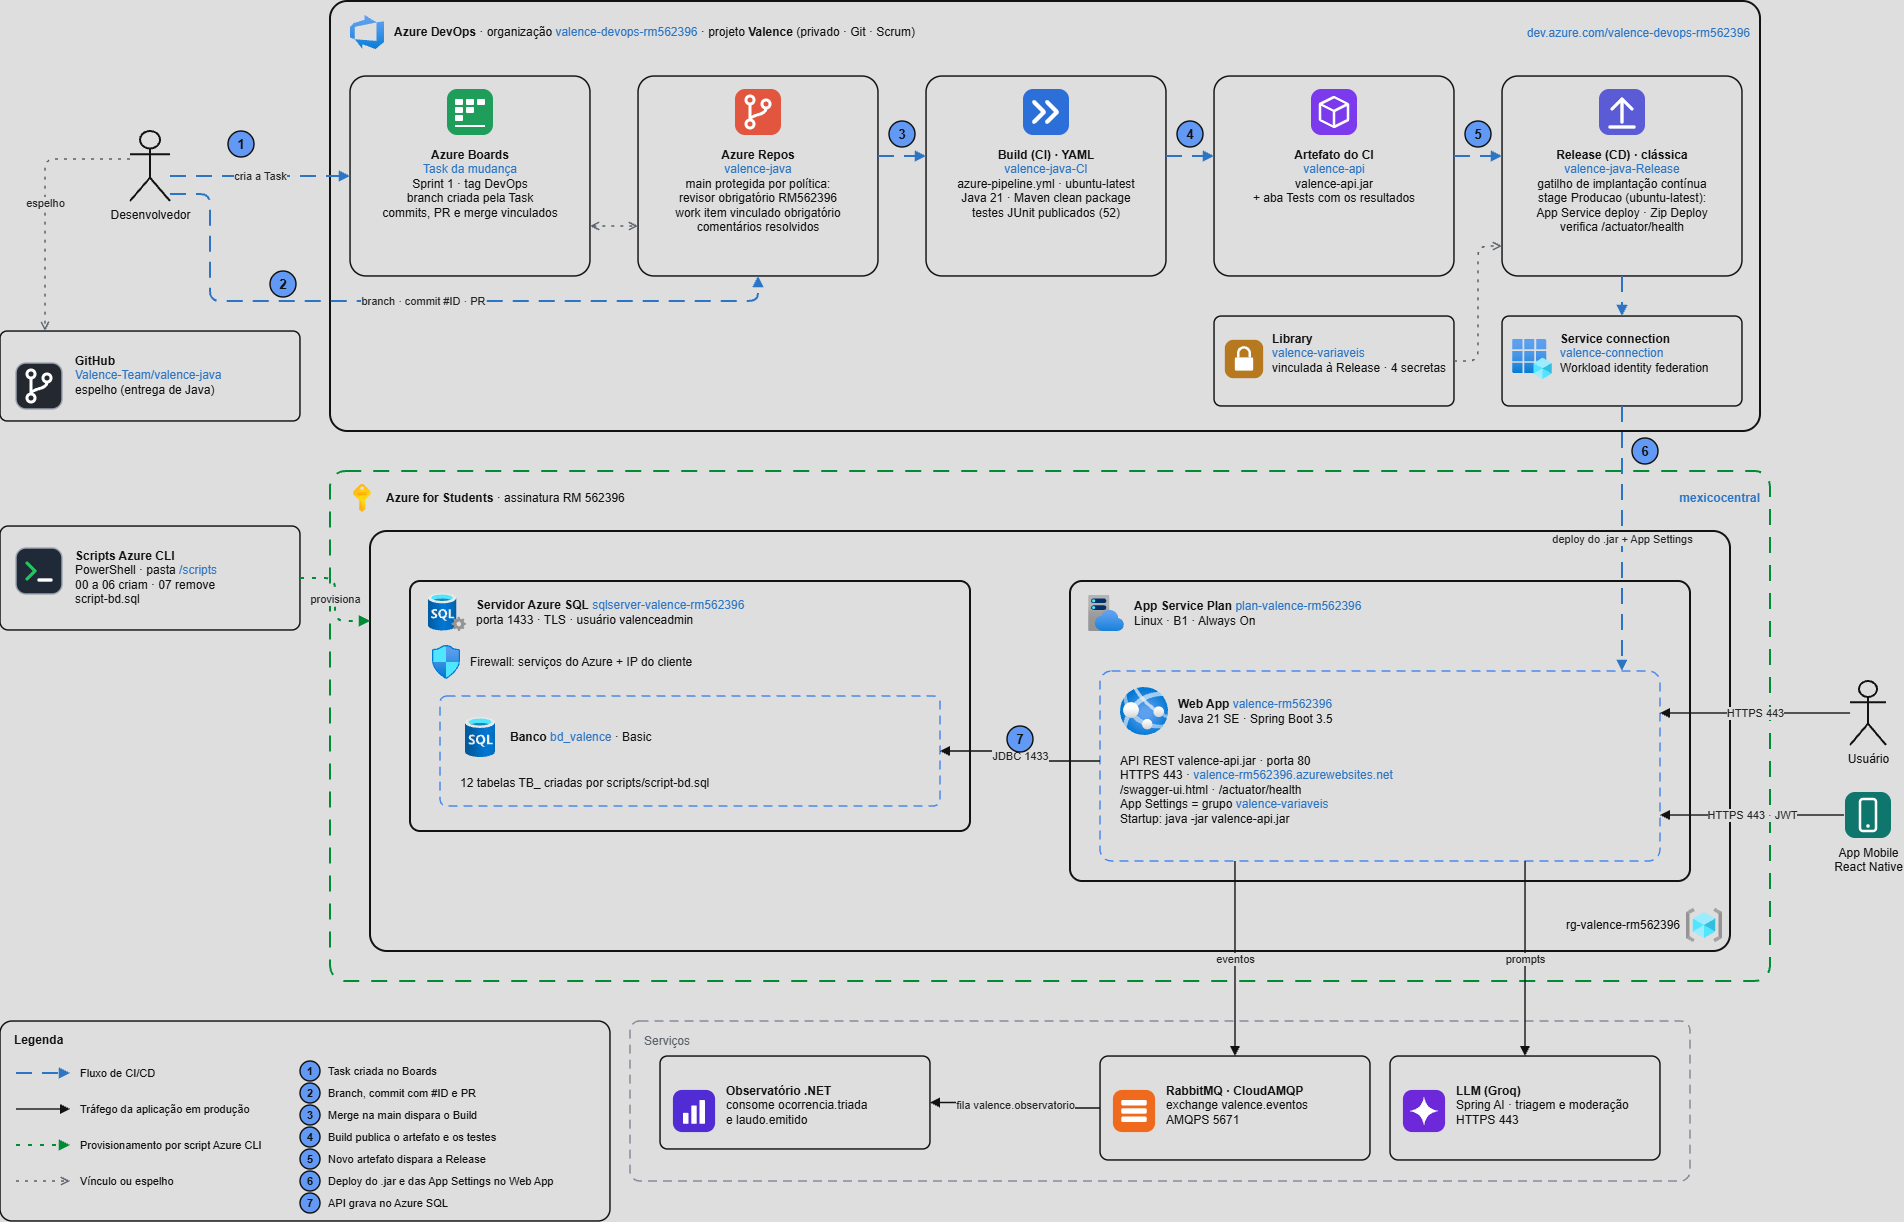 Azure DevOps · organização valence-devops-rm562396 · projeto Valence (privado · Git · Scrum)
dev.azure.com/valence-devops-rm562396
1
cria a Task
Desenvolvedor
espelho
2
branch · commit #ID · PR
Azure Boards
Task da mudança
Sprint 1 · tag DevOps
branch criada pela Task
commits, PR e merge vinculados
Azure Repos
valence-java
main protegida por política:
revisor obrigatório RM562396
work item vinculado obrigatório
comentários resolvidos
3
Build (CI) · YAML
valence-java-CI
azure-pipeline.yml · ubuntu-latest
Java 21 · Maven clean package
testes JUnit publicados (52)
4
Artefato do CI
valence-api
valence-api.jar
+ aba Tests com os resultados
5
Release (CD) · clássica
valence-java-Release
gatilho de implantação contínua
stage Producao (ubuntu-latest):
App Service deploy · Zip Deploy
verifica /actuator/health
GitHub
Valence-Team/valence-java
espelho (entrega de Java)
Library
valence-variaveis
vinculada à Release · 4 secretas
Service connection
valence-connection
Workload identity federation
6
Azure for Students · assinatura RM 562396
mexicocentral
deploy do .jar + App Settings
Scripts Azure CLI
PowerShell · pasta /scripts
00 a 06 criam · 07 remove
script-bd.sql
provisiona
SQL
Servidor Azure SQL sqlserver-valence-rm562396
porta 1433 · TLS · usuário valenceadmin
Firewall: serviços do Azure + IP do cliente
SQL
Banco bd_valence · Basic
12 tabelas TB_ criadas por scripts/script-bd.sql
7
JDBC 1433
App Service Plan plan-valence-rm562396
Linux · B1 · Always On
Web App valence-rm562396
Java 21 SE · Spring Boot 3.5
API REST valence-api.jar · porta 80
HTTPS 443 · valence-rm562396.azurewebsites.net
/swagger-ui.html · /actuator/health
App Settings = grupo valence-variaveis
Startup: java -jar valence-api.jar
HTTPS 443
Usuário
HTTPS 443 · JWT
App Mobile
React Native
rg-valence-rm562396
eventos
prompts
Legenda
Fluxo de CI/CD
Tráfego da aplicação em produção
Provisionamento por script Azure CLI
Vínculo ou espelho
1 Task criada no Boards
2 Branch, commit com #ID e PR
3 Merge na main dispara o Build
4 Build publica o artefato e os testes
5 Novo artefato dispara a Release
6 Deploy do .jar e das App Settings no Web App
7 API grava no Azure SQL
Serviços
Observatório .NET
consome ocorrencia.triada
e laudo.emitido
fila valence.observatorio
RabbitMQ · CloudAMQP
exchange valence.eventos
AMQPS 5671
LLM (Groq)
Spring AI · triagem e moderação
HTTPS 443